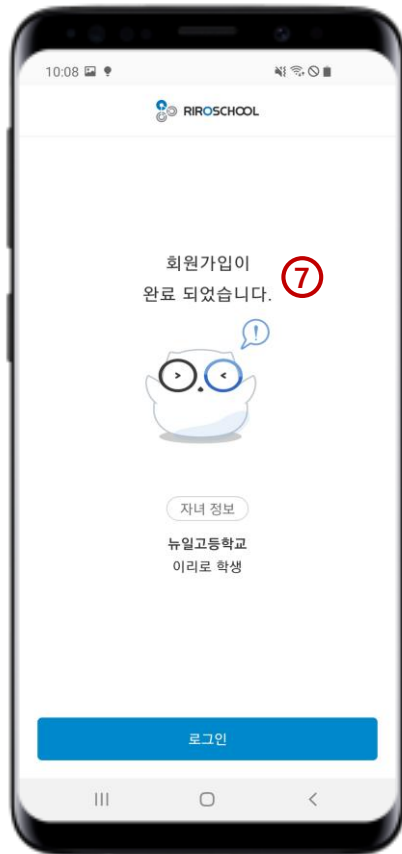 10:08
RIROSCHOOL
회원가입이
완료 되었습니다.
7
!
자녀 정보
뉴일고등학교
이리로 학생
로그인